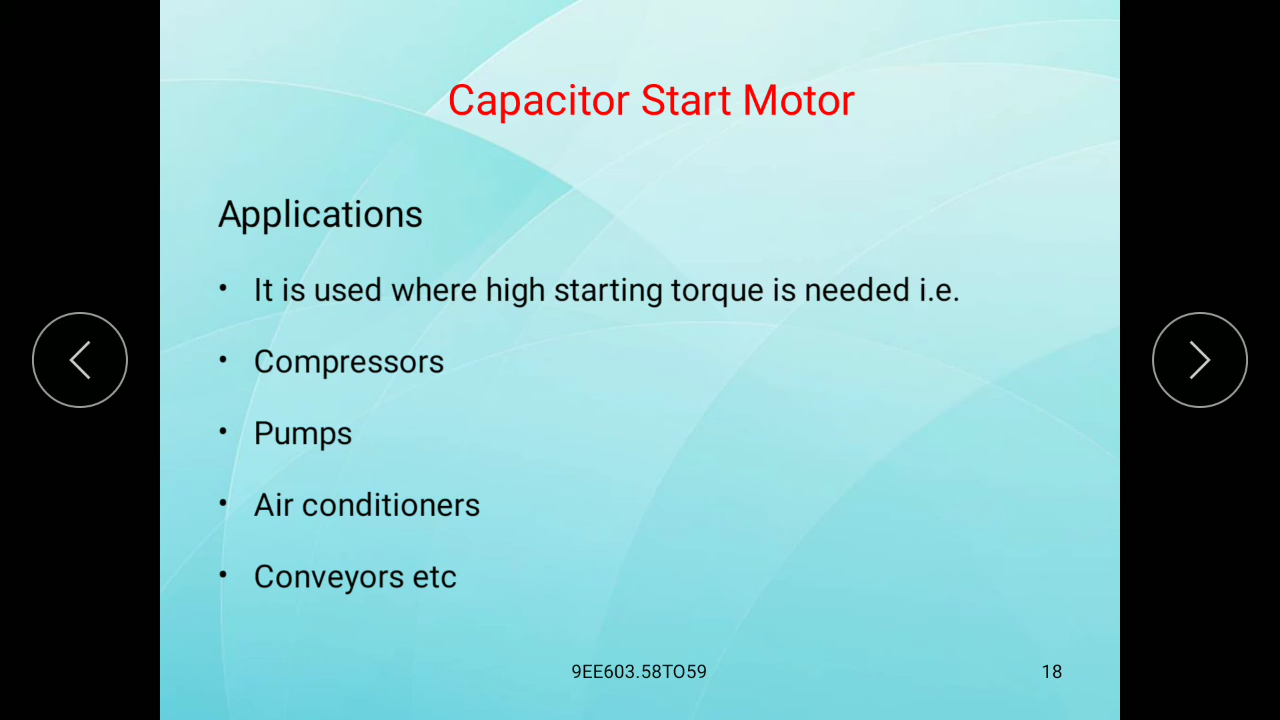 Capacitor Start Motor
Applications
• It is used where high starting torque is needed i.e.
• Compressors
• Pumps
• Air conditioners
• Conveyors etc
9EE603.58TO59
18